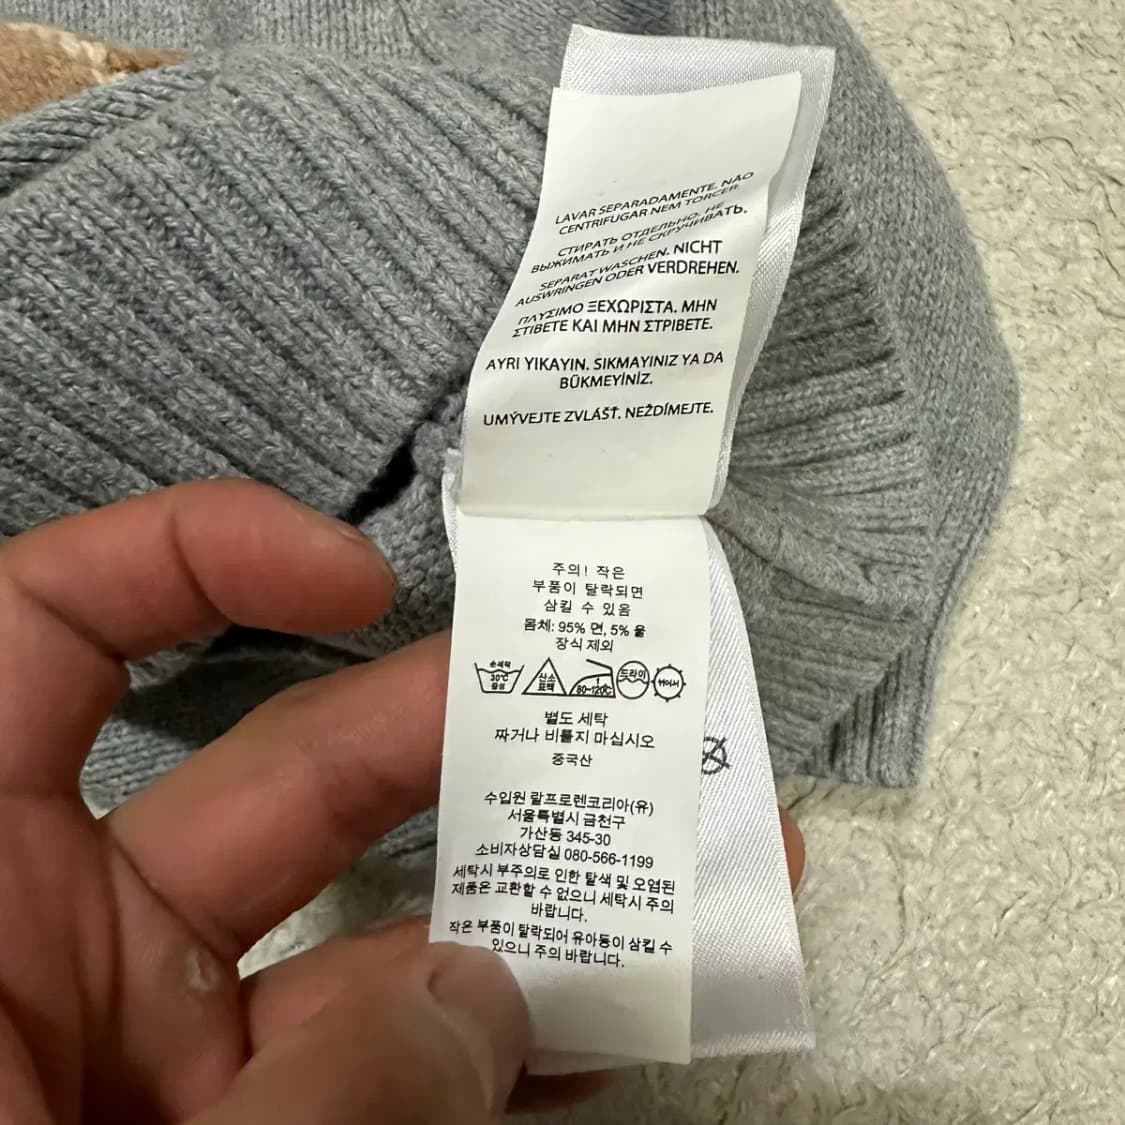 LAVAR SEPARADAMENTE. NÃO
CENTRIFUGAR NEM TORCER.
СТИРАТЬ ОТДЕЛЬНО. НЕ
ВЫЖИМАТЬ И НЕ СКРУЧИВАТЬ.
SEPARAT WASCHEN. NICHT
AUSWRINGEN ODER VERDREHEN.
ΠΛΥΣΙΜΟ ΞΕΧΩΡΙΣΤΑ. ΜΗΝ
ΣΤΙΒΕΤΕ ΚΑΙ ΜΗΝ ΣΤΡΙΒΕΤΕ.
AYRI YIKAYIN. SIKMAYINIZ YA DA
BÜKMEYİNİZ.
UMÝVEJTE ZVLÁŠŤ. NEŽDÍMEJTE.
주의! 작은
부품이 탈락되면
삼킬 수 있음
몸체: 95% 면, 5% 울
장식 제외
손세탁
30℃
중성
산소
표백
80~120℃
드라이
뉘어서
별도 세탁
짜거나 비틀지 마십시오
중국산
수입원 랄프로렌코리아(유)
서울특별시 금천구
가산동 345-30
소비자상담실 080-566-1199
세탁시 부주의로 인한 탈색 및 오염된
제품은 교환할 수 없으니 세탁시 주의
바랍니다.
작은 부품이 탈락되어 유아등이 삼킬 수
있으니 주의 바랍니다.